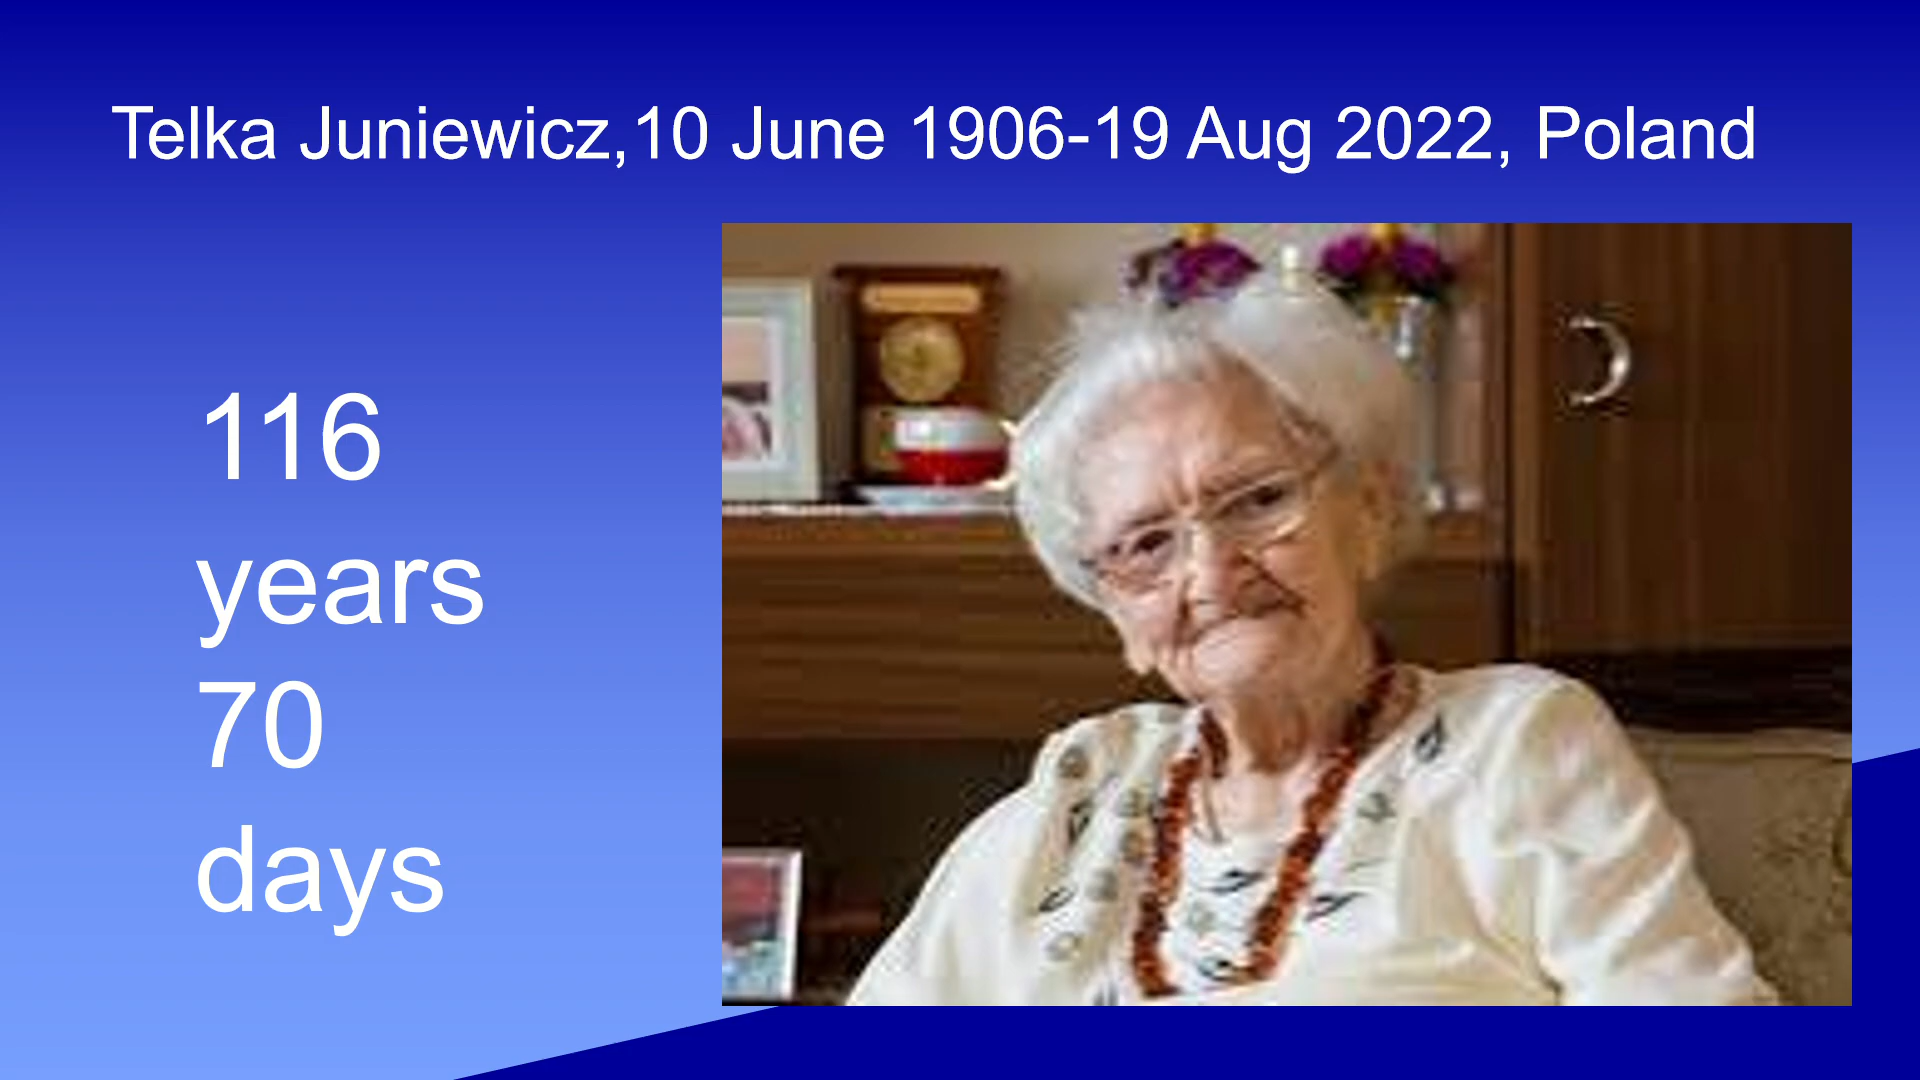 Telka Juniewicz,10 June 1906-19 Aug 2022, Poland
116
years
70
days